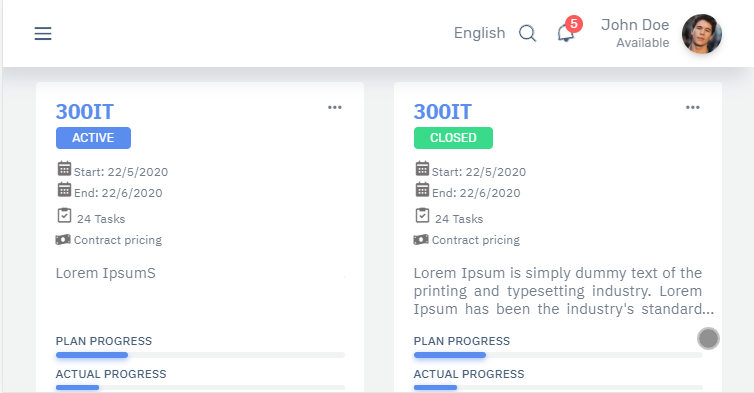 English
5
John Doe
Available
300IT
ACTIVE
Start: 22/5/2020
End: 22/6/2020
24 Tasks
Contract pricing
Lorem IpsumS
PLAN PROGRESS
ACTUAL PROGRESS
300IT
CLOSED
Start: 22/5/2020
End: 22/6/2020
24 Tasks
Contract pricing
Lorem Ipsum is simply dummy text of the
printing and typesetting industry. Lorem
Ipsum has been the industry's standard...
PLAN PROGRESS
ACTUAL PROGRESS